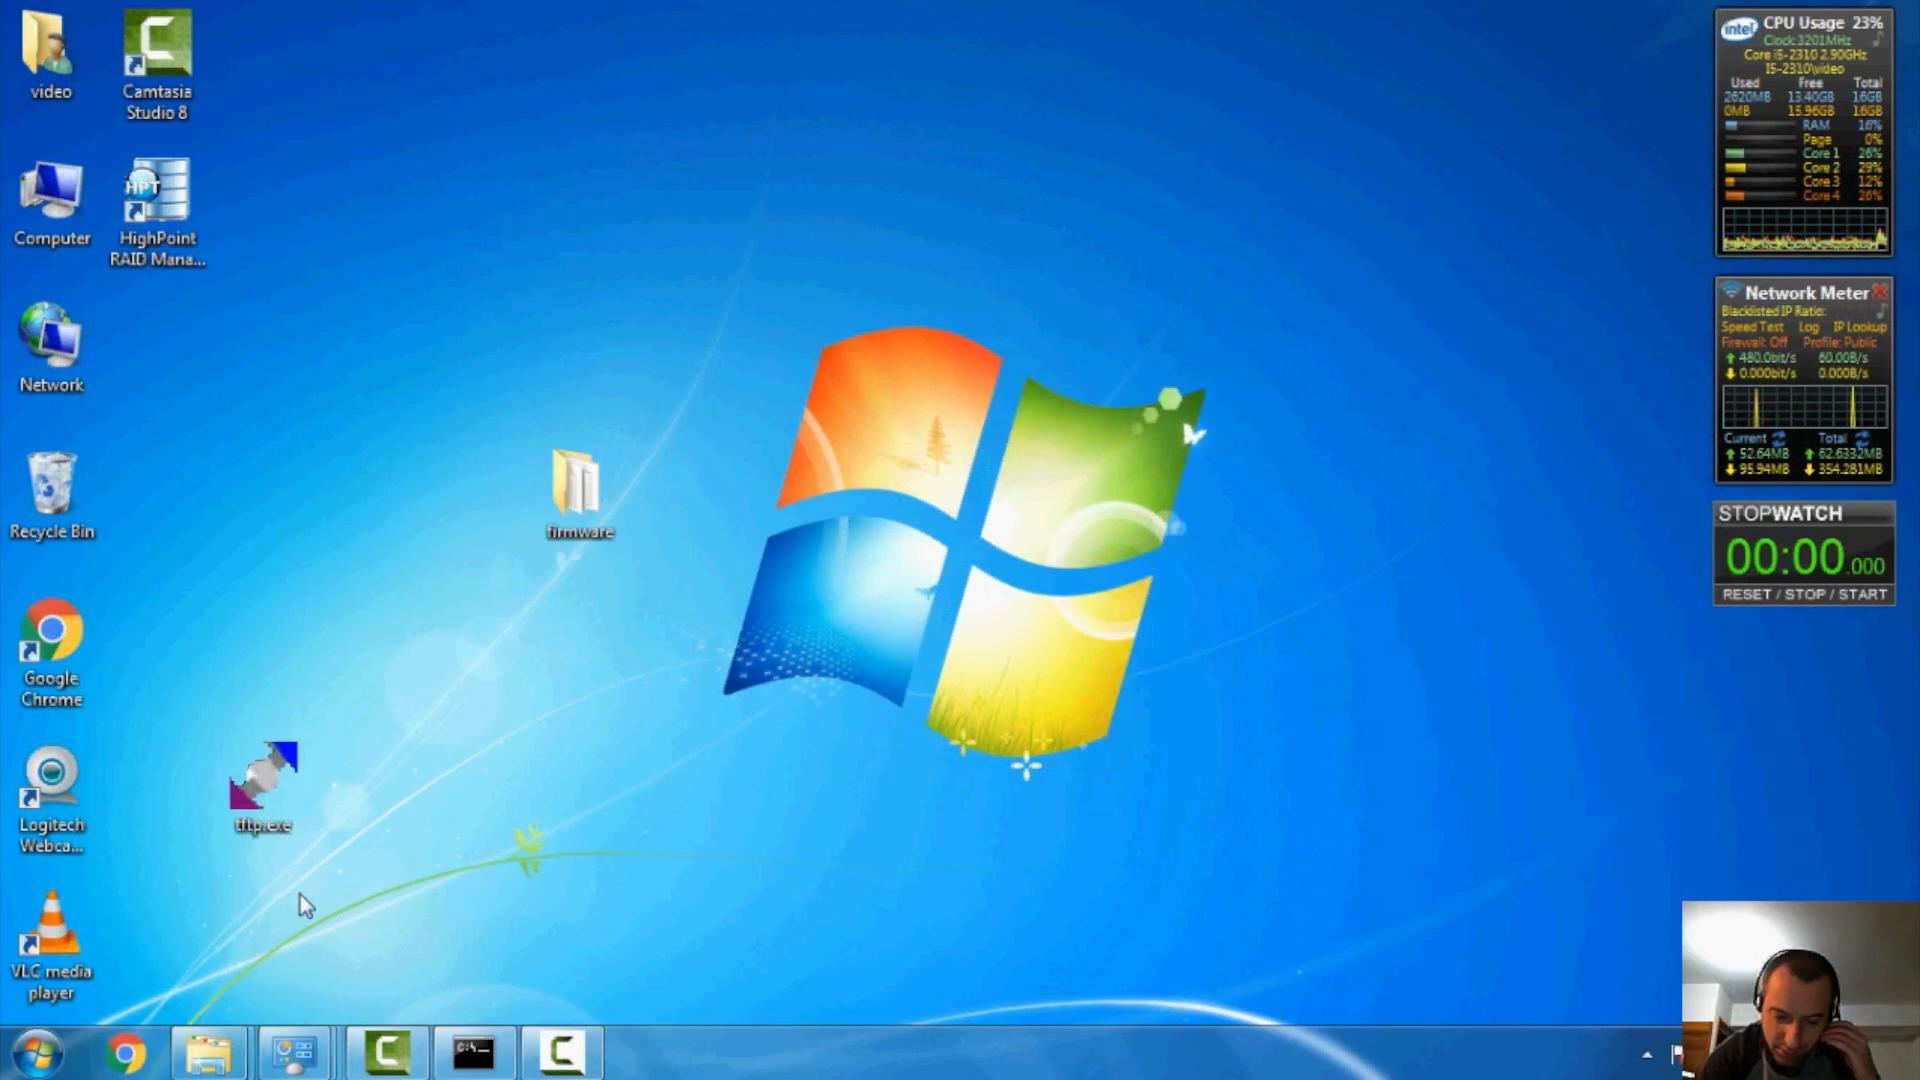 video
Camtasia
Studio 8
Computer
HPT
HighPoint
RAID Mana...
Network
Recycle Bin
firmware
Google
Chrome
tftp.exe
Logitech
Webca...
VLC media
player
C:\
intel
CPU Usage 23%
Clock: 3201MHz
Core i5-2310 2.90GHz
I5-2310\video
Used Free Total
2620MB 13.40GB 16GB
0MB 15.96GB 16GB
RAM 16%
Page 0%
Core 1 26%
Core 2 29%
Core 3 12%
Core 4 26%
Network Meter
Blacklisted IP Ratio:
Speed Test Log IP Lookup
Firewall: Off Profile: Public
480.0bit/s 60.00B/s
0.000bit/s 0.000B/s
Current Total
52.64MB 62.6332MB
95.94MB 354.281MB
STOPWATCH
00:00.000
RESET / STOP / START